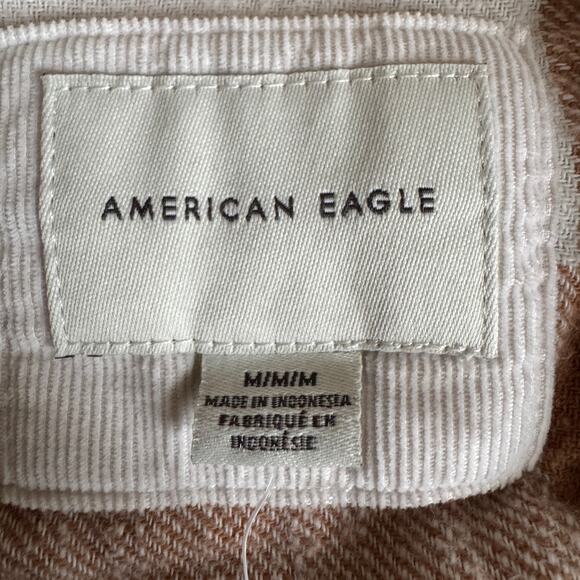 AMERICAN EAGLE
M/M/M
MADE IN INDONESIA
FABRIQUÉ EN
INDONÉSIE